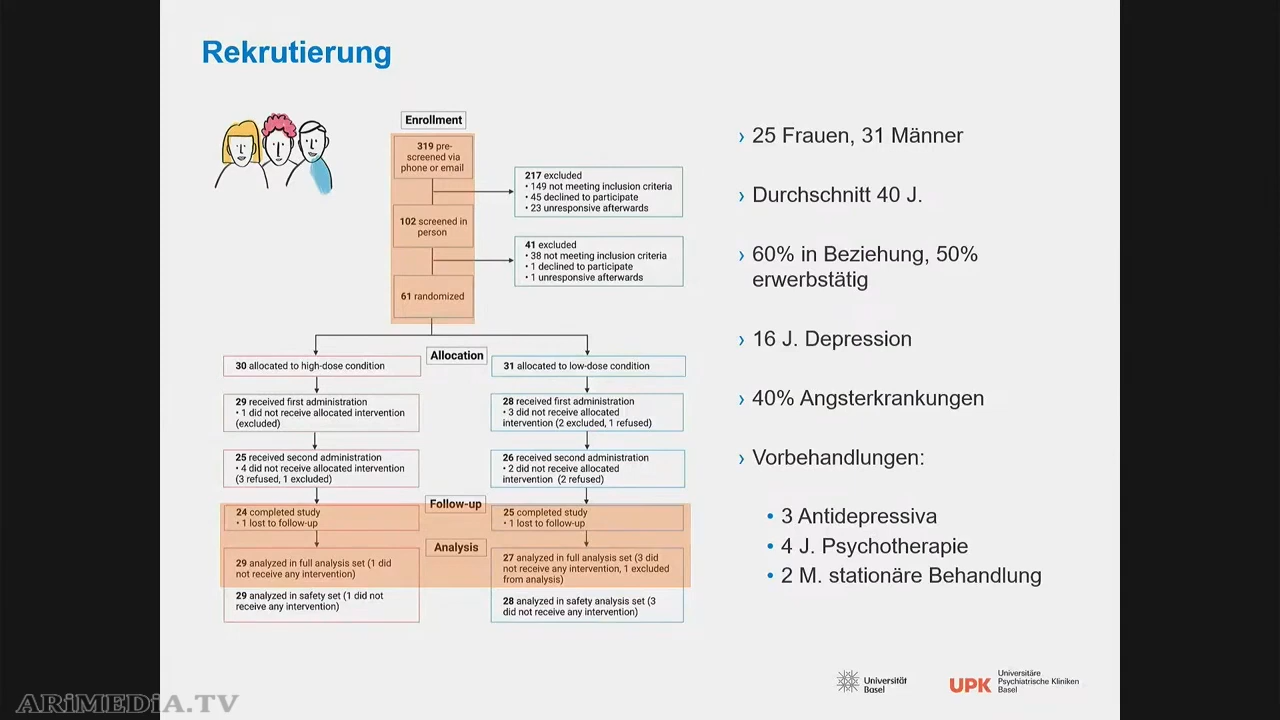 Rekrutierung
Enrollment
319 pre-
screened via
phone or email
217 excluded
• 149 not meeting inclusion criteria
• 45 declined to participate
• 23 unresponsive afterwards
102 screened in
person
41 excluded
• 38 not meeting inclusion criteria
• 1 declined to participate
• 1 unresponsive afterwards
61 randomized
Allocation
30 allocated to high-dose condition
31 allocated to low-dose condition
29 received first administration
• 1 did not receive allocated intervention
(excluded)
28 received first administration
• 3 did not receive allocated
intervention (2 excluded, 1 refused)
25 received second administration
• 4 did not receive allocated intervention
(3 refused, 1 excluded)
26 received second administration
• 2 did not receive allocated
intervention (2 refused)
Follow-up
24 completed study
• 1 lost to follow-up
25 completed study
• 1 lost to follow-up
Analysis
29 analyzed in full analysis set (1 did
not receive any intervention)
27 analyzed in full analysis set (3 did
not receive any intervention, 1 excluded
from analysis)
29 analyzed in safety set (1 did not
receive any intervention)
28 analyzed in safety analysis set (3
did not receive any intervention)
› 25 Frauen, 31 Männer
› Durchschnitt 40 J.
› 60% in Beziehung, 50%
erwerbstätig
› 16 J. Depression
› 40% Angsterkrankungen
› Vorbehandlungen:
• 3 Antidepressiva
• 4 J. Psychotherapie
• 2 M. stationäre Behandlung
Universität
Basel
UPK
Universitäre
Psychiatrische Kliniken
Basel
ARiMEDiA.TV